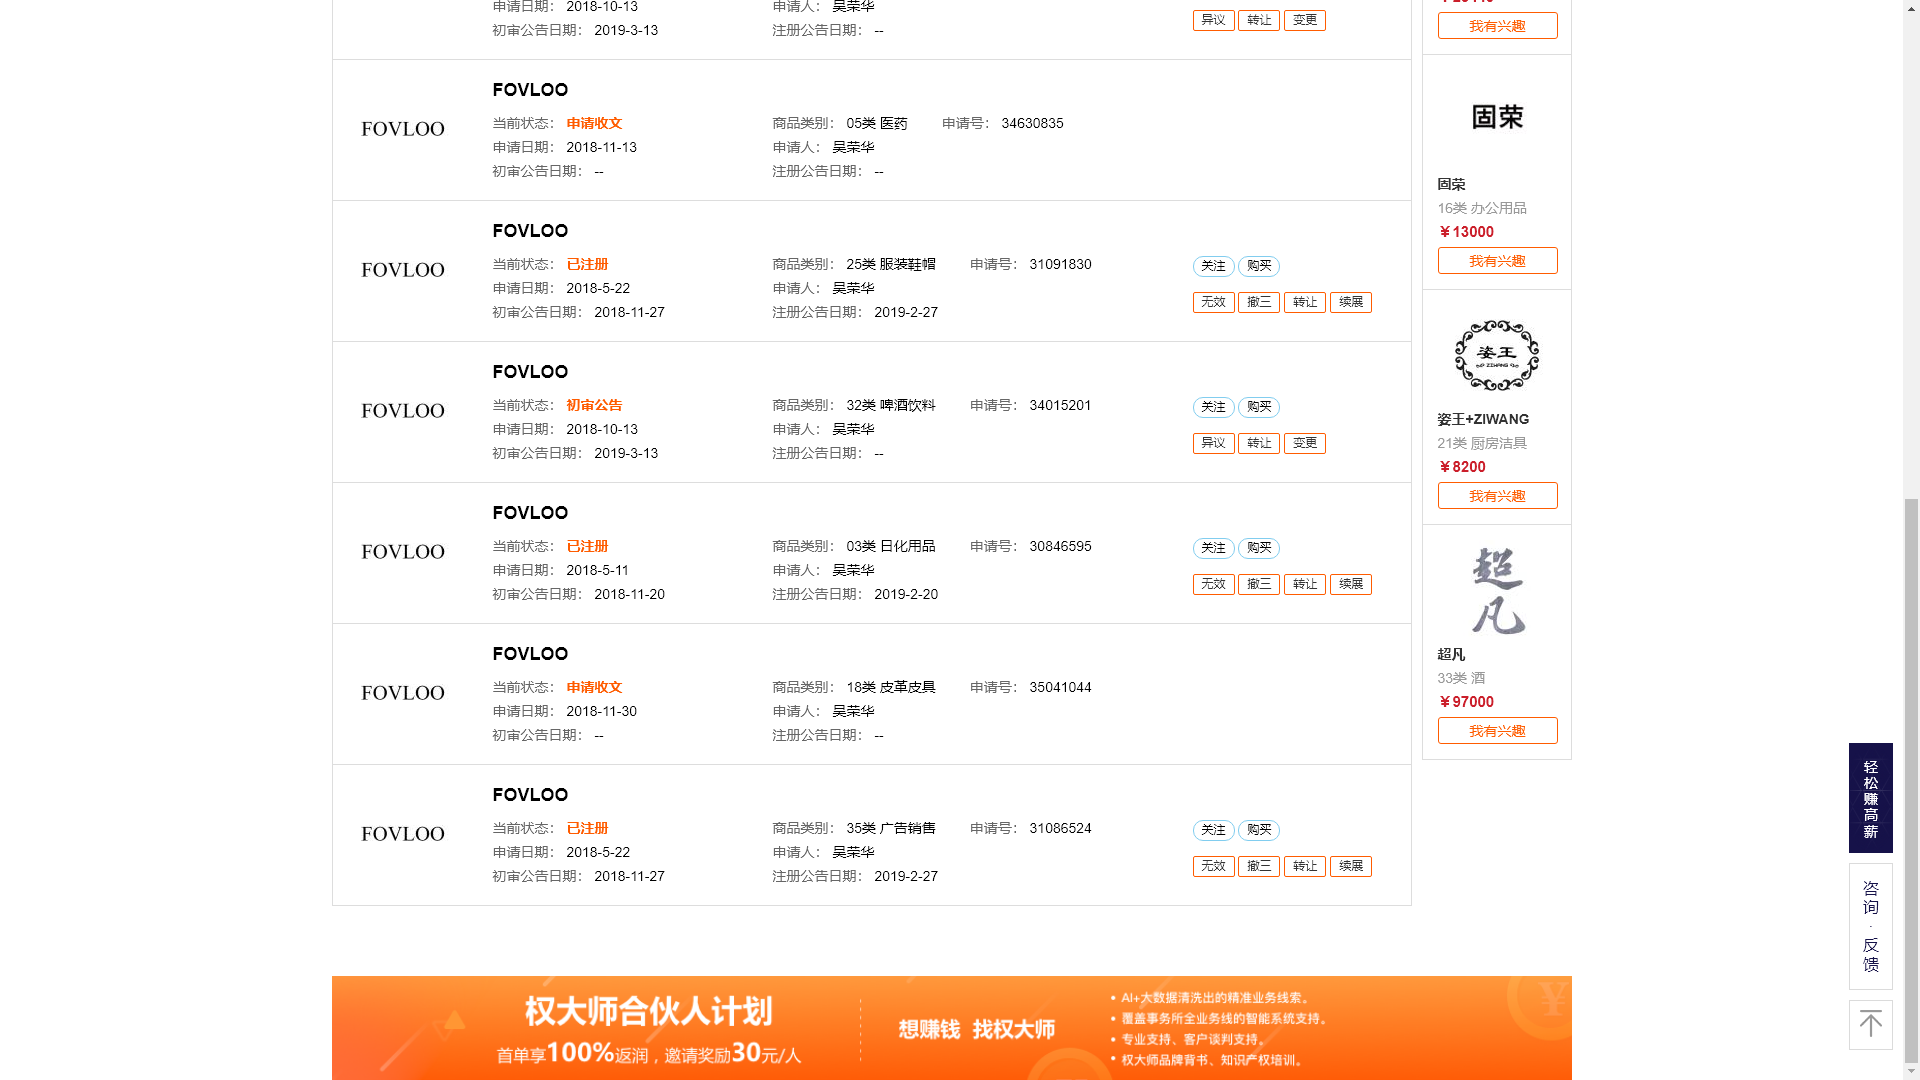 申请日期： 2018-10-13 申请人： 吴荣华
初审公告日期： 2019-3-13 注册公告日期： --
异议 转让 变更
FOVLOO
FOVLOO
当前状态： 申请收文 商品类别： 05类 医药 申请号： 34630835
申请日期： 2018-11-13 申请人： 吴荣华
初审公告日期： -- 注册公告日期： --
FOVLOO
FOVLOO
当前状态： 已注册 商品类别： 25类 服装鞋帽 申请号： 31091830
申请日期： 2018-5-22 申请人： 吴荣华
初审公告日期： 2018-11-27 注册公告日期： 2019-2-27
关注 购买
无效 撤三 转让 续展
FOVLOO
FOVLOO
当前状态： 初审公告 商品类别： 32类 啤酒饮料 申请号： 34015201
申请日期： 2018-10-13 申请人： 吴荣华
初审公告日期： 2019-3-13 注册公告日期： --
关注 购买
异议 转让 变更
FOVLOO
FOVLOO
当前状态： 已注册 商品类别： 03类 日化用品 申请号： 30846595
申请日期： 2018-5-11 申请人： 吴荣华
初审公告日期： 2018-11-20 注册公告日期： 2019-2-20
关注 购买
无效 撤三 转让 续展
FOVLOO
FOVLOO
当前状态： 申请收文 商品类别： 18类 皮革皮具 申请号： 35041044
申请日期： 2018-11-30 申请人： 吴荣华
初审公告日期： -- 注册公告日期： --
FOVLOO
FOVLOO
当前状态： 已注册 商品类别： 35类 广告销售 申请号： 31086524
申请日期： 2018-5-22 申请人： 吴荣华
初审公告日期： 2018-11-27 注册公告日期： 2019-2-27
关注 购买
无效 撤三 转让 续展
我有兴趣
固荣
固荣
16类 办公用品
￥13000
我有兴趣
姿王
ZIWANG
姿王+ZIWANG
21类 厨房洁具
￥8200
我有兴趣
超凡
超凡
33类 酒
￥97000
我有兴趣
轻松赚高薪
咨询·反馈
权大师合伙人计划
首单享100%返润，邀请奖励30元/人
想赚钱 找权大师
• AI+大数据清洗出的精准业务线索。
• 覆盖事务所全业务线的智能系统支持。
• 专业支持、客户谈判支持。
• 权大师品牌背书、知识产权培训。